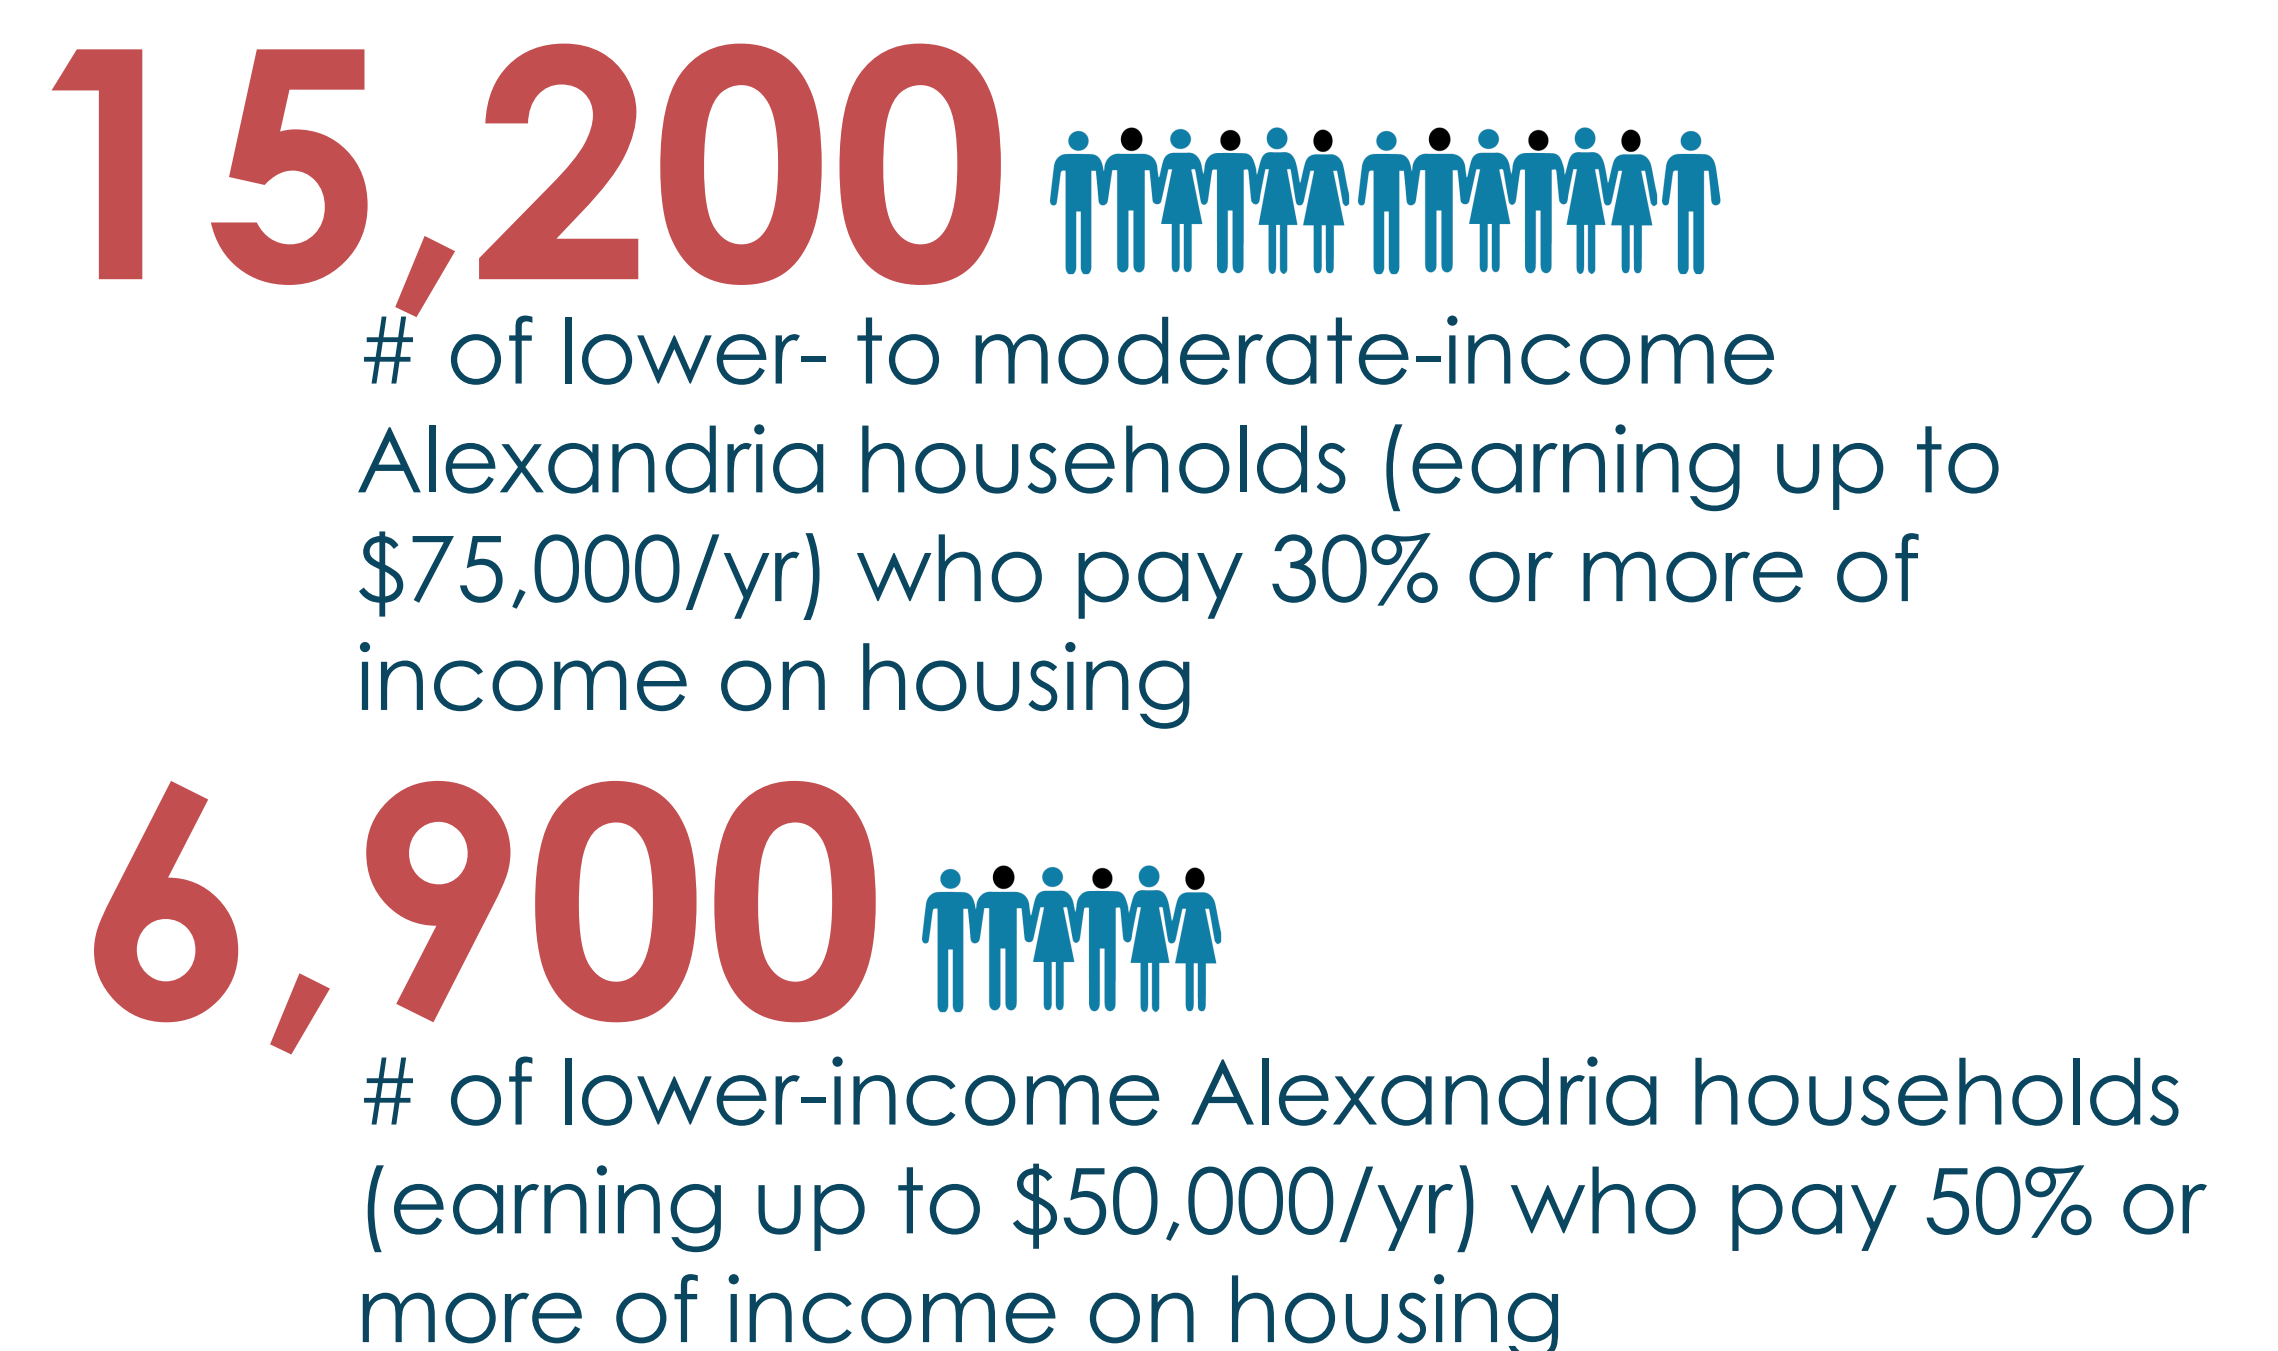 15,200
# of lower- to moderate-income
Alexandria households (earning up to
$75,000/yr) who pay 30% or more of
income on housing
6,900
# of lower-income Alexandria households
(earning up to $50,000/yr) who pay 50% or
more of income on housing